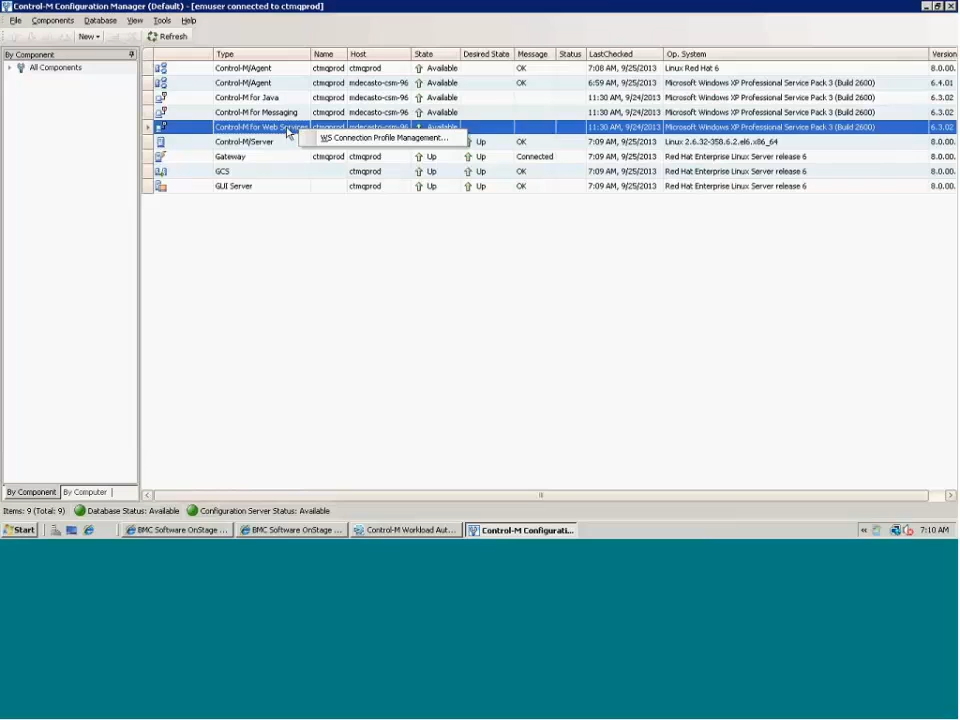 Control-M Configuration Manager (Default) - [emuser connected to ctmqprod]
File Components Database View Tools Help
New Refresh
By Component Type Name Host State Desired State Message Status LastChecked Op. System Version
All Components Control-M/Agent ctmqprod ctmqprod Available OK 7:08 AM, 9/25/2013 Linux Red Hat 6 8.0.00.
Control-M/Agent ctmqprod mdecasto-csm-96 Available OK 6:59 AM, 9/25/2013 Microsoft Windows XP Professional Service Pack 3 (Build 2600) 6.4.01
Control-M for Java ctmqprod mdecasto-csm-96 Available 11:30 AM, 9/24/2013 Microsoft Windows XP Professional Service Pack 3 (Build 2600) 6.3.02
Control-M for Messaging ctmqprod mdecasto-csm-96 Available 11:30 AM, 9/24/2013 Microsoft Windows XP Professional Service Pack 3 (Build 2600) 6.3.02
Control-M for Web Services ctmqprod mdecasto-csm-96 Available 11:30 AM, 9/24/2013 Microsoft Windows XP Professional Service Pack 3 (Build 2600) 6.3.02
WS Connection Profile Management...
Control-M/Server ctmqprod Up OK 7:09 AM, 9/25/2013 Linux 2.6.32-358.6.2.el6.x86_64 8.0.00.
Gateway ctmqprod ctmqprod Up Up Connected 7:09 AM, 9/25/2013 Red Hat Enterprise Linux Server release 6 8.0.00.
GCS ctmqprod Up Up OK 7:09 AM, 9/25/2013 Red Hat Enterprise Linux Server release 6 8.0.00.
GUI Server ctmqprod Up Up OK 7:09 AM, 9/25/2013 Red Hat Enterprise Linux Server release 6 8.0.00.
By Component By Computer
Items: 9 (Total: 9) Database Status: Available Configuration Server Status: Available
Start BMC Software OnStage ... BMC Software OnStage ... Control-M Workload Aut... Control-M Configurati... 7:10 AM